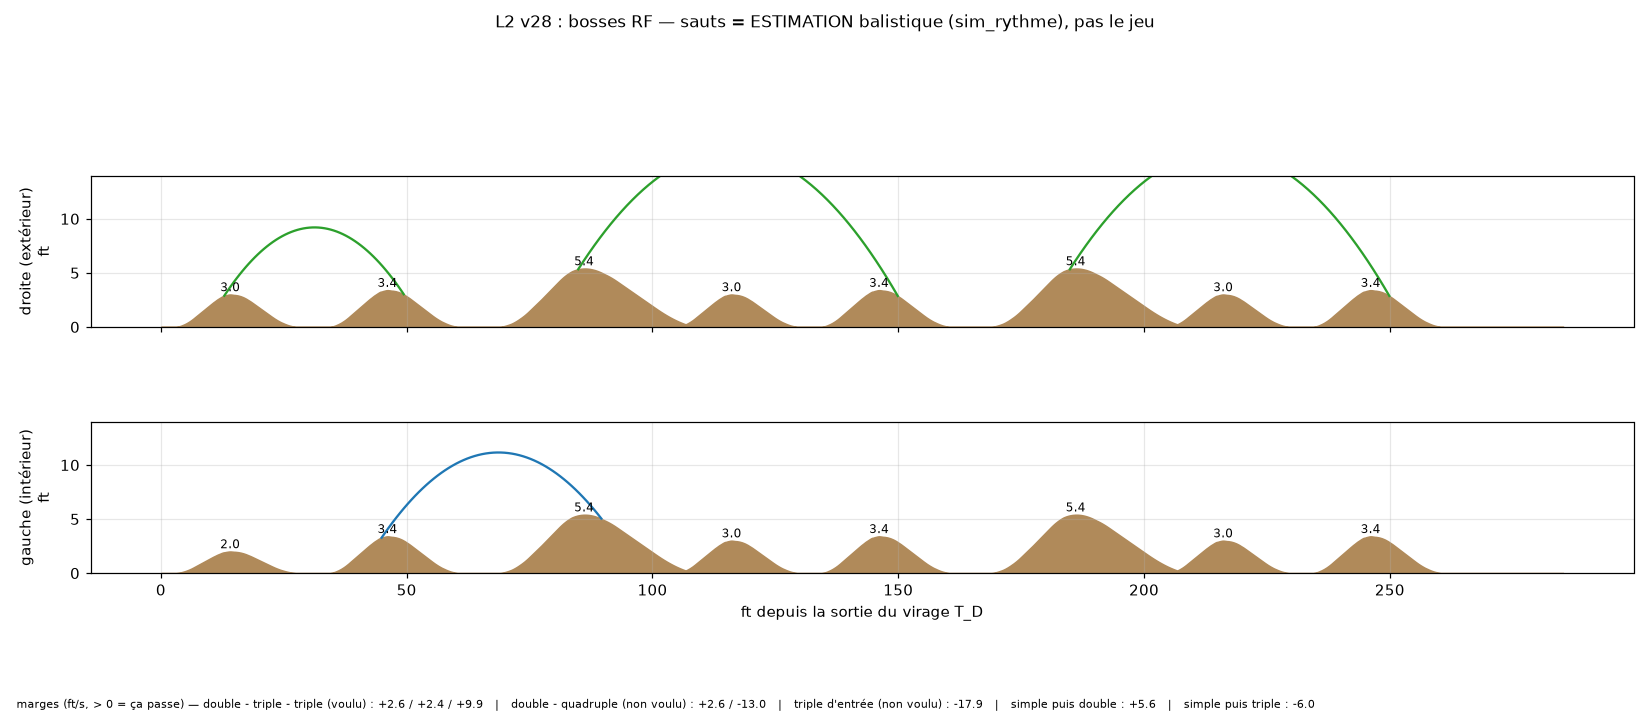 L2 v28 : bosses RF — sauts = ESTIMATION balistique (sim_rythme), pas le jeu
droite (extérieur)
ft
10
5
0
3.0
3.4
5.4
3.0
3.4
5.4
3.0
3.4
gauche (intérieur)
ft
10
5
0
2.0
3.4
5.4
3.0
3.4
5.4
3.0
3.4
0 50 100 150 200 250
ft depuis la sortie du virage T_D
marges (ft/s, > 0 = ça passe) — double - triple - triple (voulu) : +2.6 / +2.4 / +9.9 | double - quadruple (non voulu) : +2.6 / -13.0 | triple d'entrée (non voulu) : -17.9 | simple puis double : +5.6 | simple puis triple : -6.0